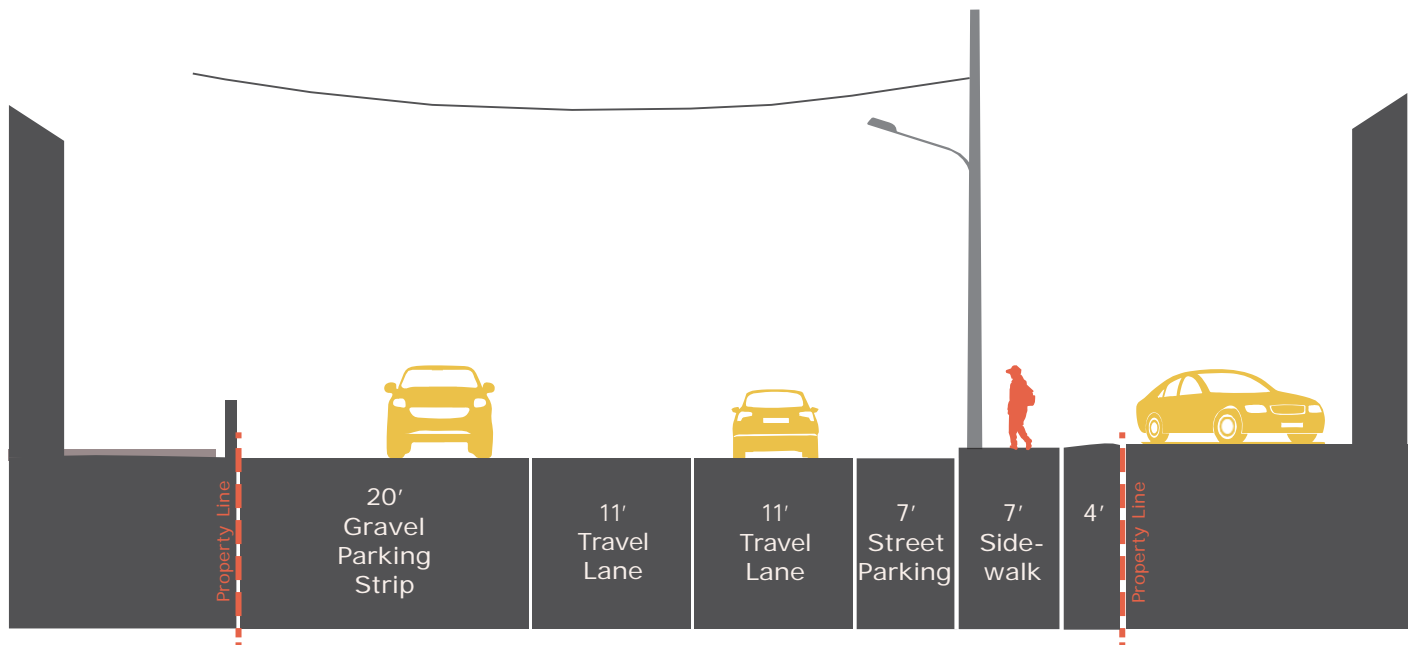 Property Line
20′
Gravel
Parking
Strip
11′
Travel
Lane
11′
Travel
Lane
7′
Street
Parking
7′
Side-
walk
4′
Property Line